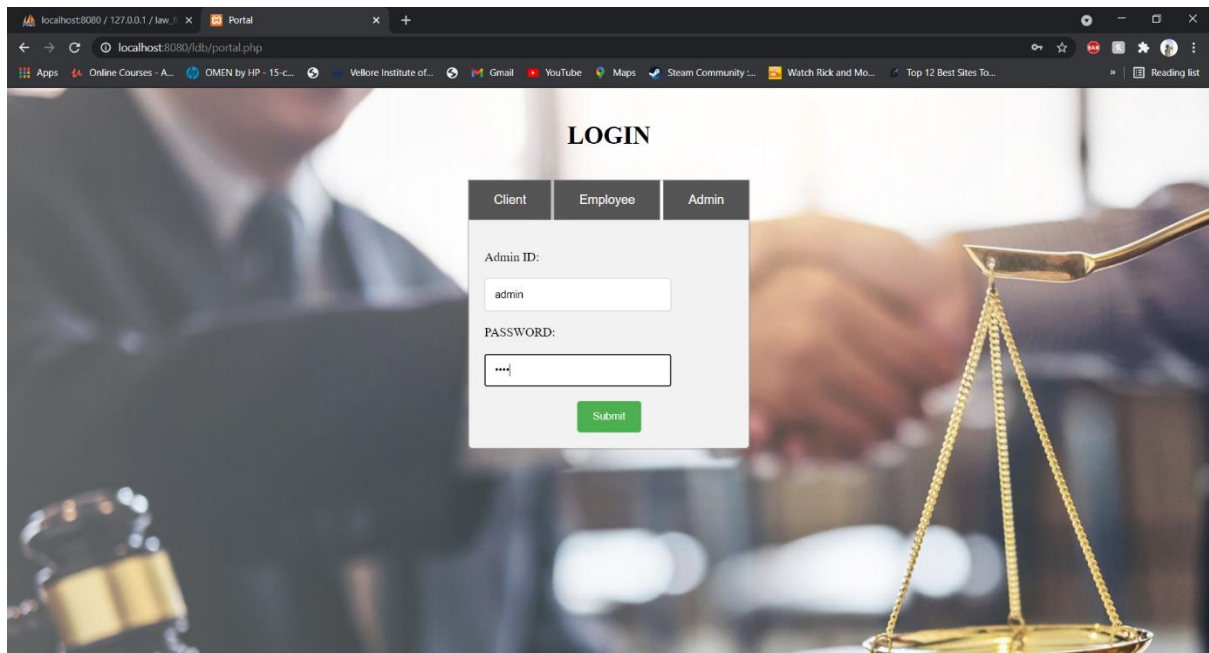 localhost:8080 / 127.0.0.1 / law_
Portal
localhost:8080/ldb/portal.php
Apps Online Courses - A... OMEN by HP - 15-c... Vellore Institute of... Gmail YouTube Maps Steam Community :... Watch Rick and Mo... Top 12 Best Sites To... » Reading list
LOGIN
Client Employee Admin
Admin ID:
admin
PASSWORD:
••••
Submit